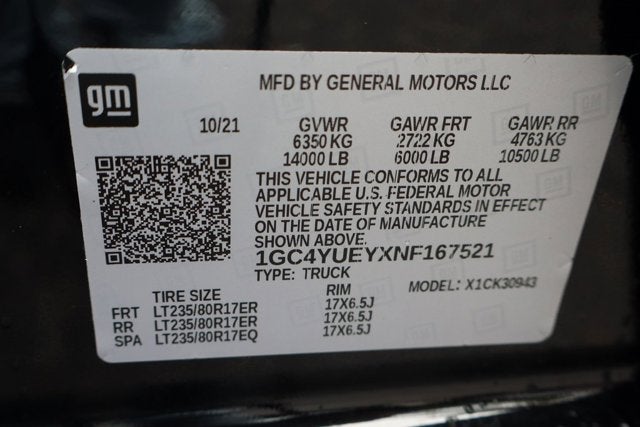 gm
MFD BY GENERAL MOTORS LLC
10/21 GVWR GAWR FRT GAWR RR
6350 KG 2722 KG 4763 KG
14000 LB 6000 LB 10500 LB
THIS VEHICLE CONFORMS TO ALL
APPLICABLE U.S. FEDERAL MOTOR
VEHICLE SAFETY STANDARDS IN EFFECT
ON THE DATE OF MANUFACTURE
SHOWN ABOVE.
1GC4YUEYXNF167521
TYPE: TRUCK
MODEL: X1CK30943
TIRE SIZE RIM
FRT LT235/80R17ER 17X6.5J
RR LT235/80R17ER 17X6.5J
SPA LT235/80R17EQ 17X6.5J